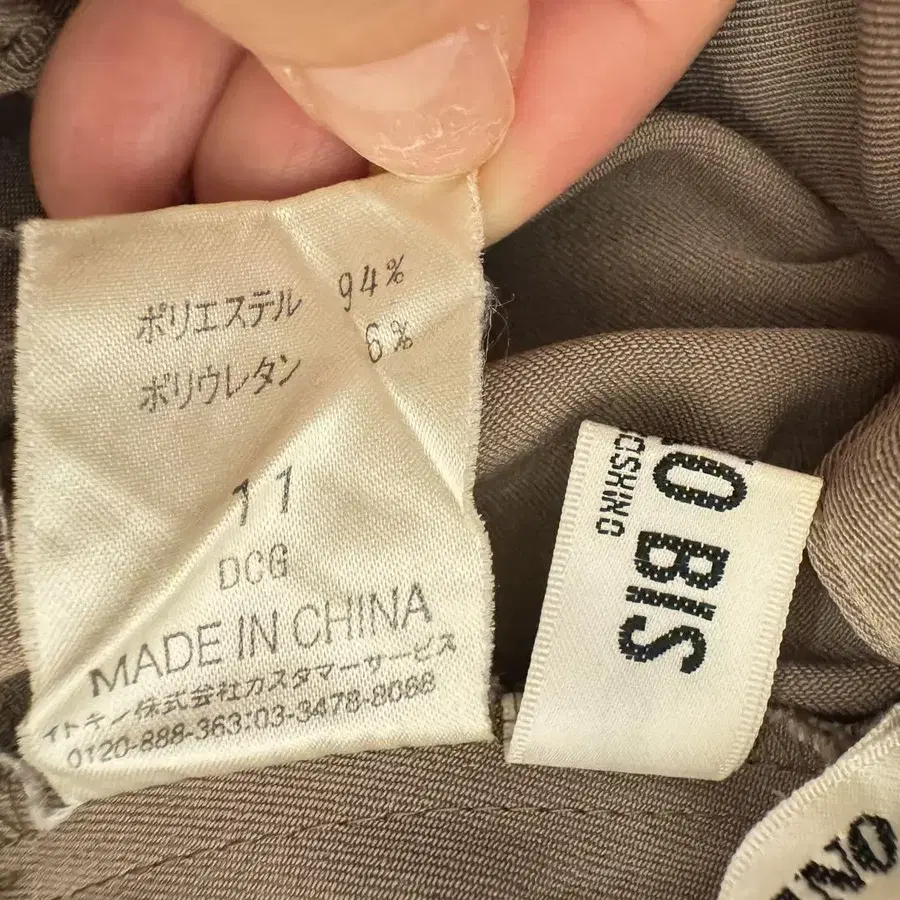 ポリエステル 94%
ポリウレタン 6%
11
DCG
MADE IN CHINA
イトキン株式会社カスタマーサービス
0120-888-363:03-3478-8088
O BIS
OSHINO